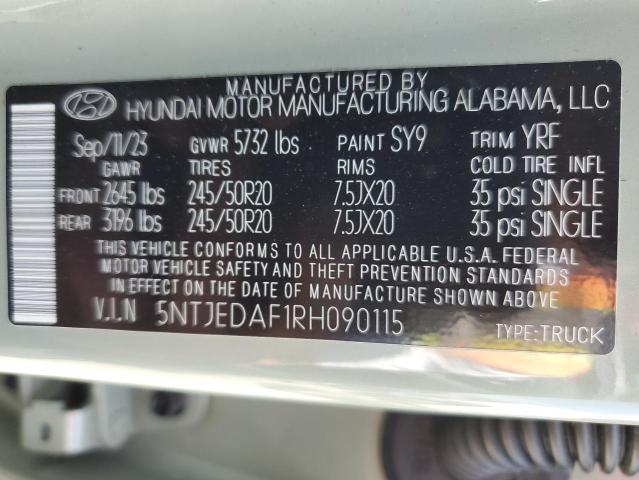 MANUFACTURED BY
HYUNDAI MOTOR MANUFACTURING ALABAMA, LLC
Sep/11/23 GVWR 5732 lbs PAINT SY9 TRIM YRF
GAWR TIRES RIMS COLD TIRE INFL
FRONT 2645 lbs 245/50R20 7.5JX20 35 psi SINGLE
REAR 3196 lbs 245/50R20 7.5JX20 35 psi SINGLE
THIS VEHICLE CONFORMS TO ALL APPLICABLE U.S.A. FEDERAL
MOTOR VEHICLE SAFETY AND THEFT PREVENTION STANDARDS
IN EFFECT ON THE DATE OF MANUFACTURE SHOWN ABOVE
V.I.N 5NTJEDAF1RH090115 TYPE:TRUCK